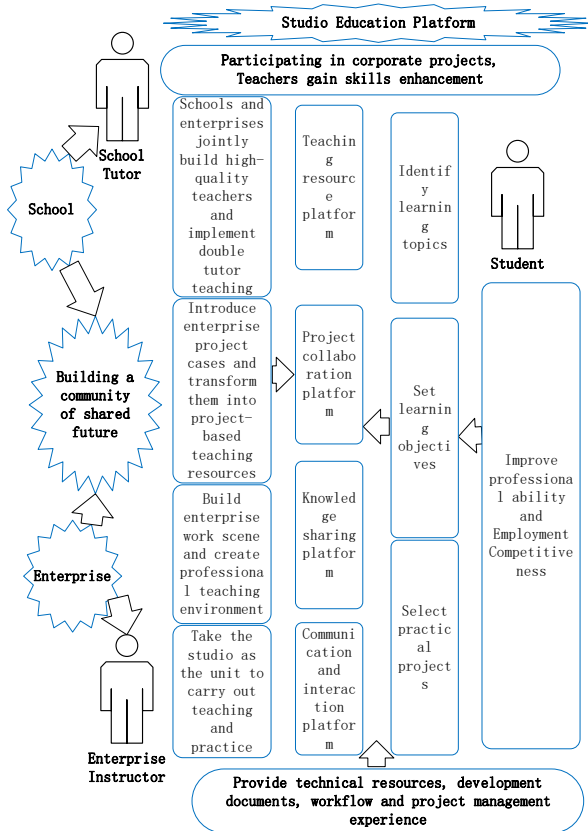 Studio Education Platform
Participating in corporate projects,
Teachers gain skills enhancement
School
Tutor
School
Building a
community
of shared
future
Enterprise
Enterprise
Instructor
Schools and
enterprises
jointly
build high-
quality
teachers
and
implement
double
tutor
teaching
Introduce
enterprise
project
cases and
transform
them into
project-
based
teaching
resources
Build
enterprise
work scene
and create
professiona
l teaching
environment
Take the
studio as
the unit to
carry out
teaching
and
practice
Teachin
g
resourc
e
platfor
m
Project
collabo
ration
platfor
m
Knowled
ge
sharing
platfor
m
Communi
cation
and
interac
tion
platfor
m
Identif
y
learning
topics
Set
learnin
g
objecti
ves
Select
practic
al
project
s
Student
Improve
profession
al ability
and
Employment
Competitive
ness
Provide technical resources, development
documents, workflow and project management
experience